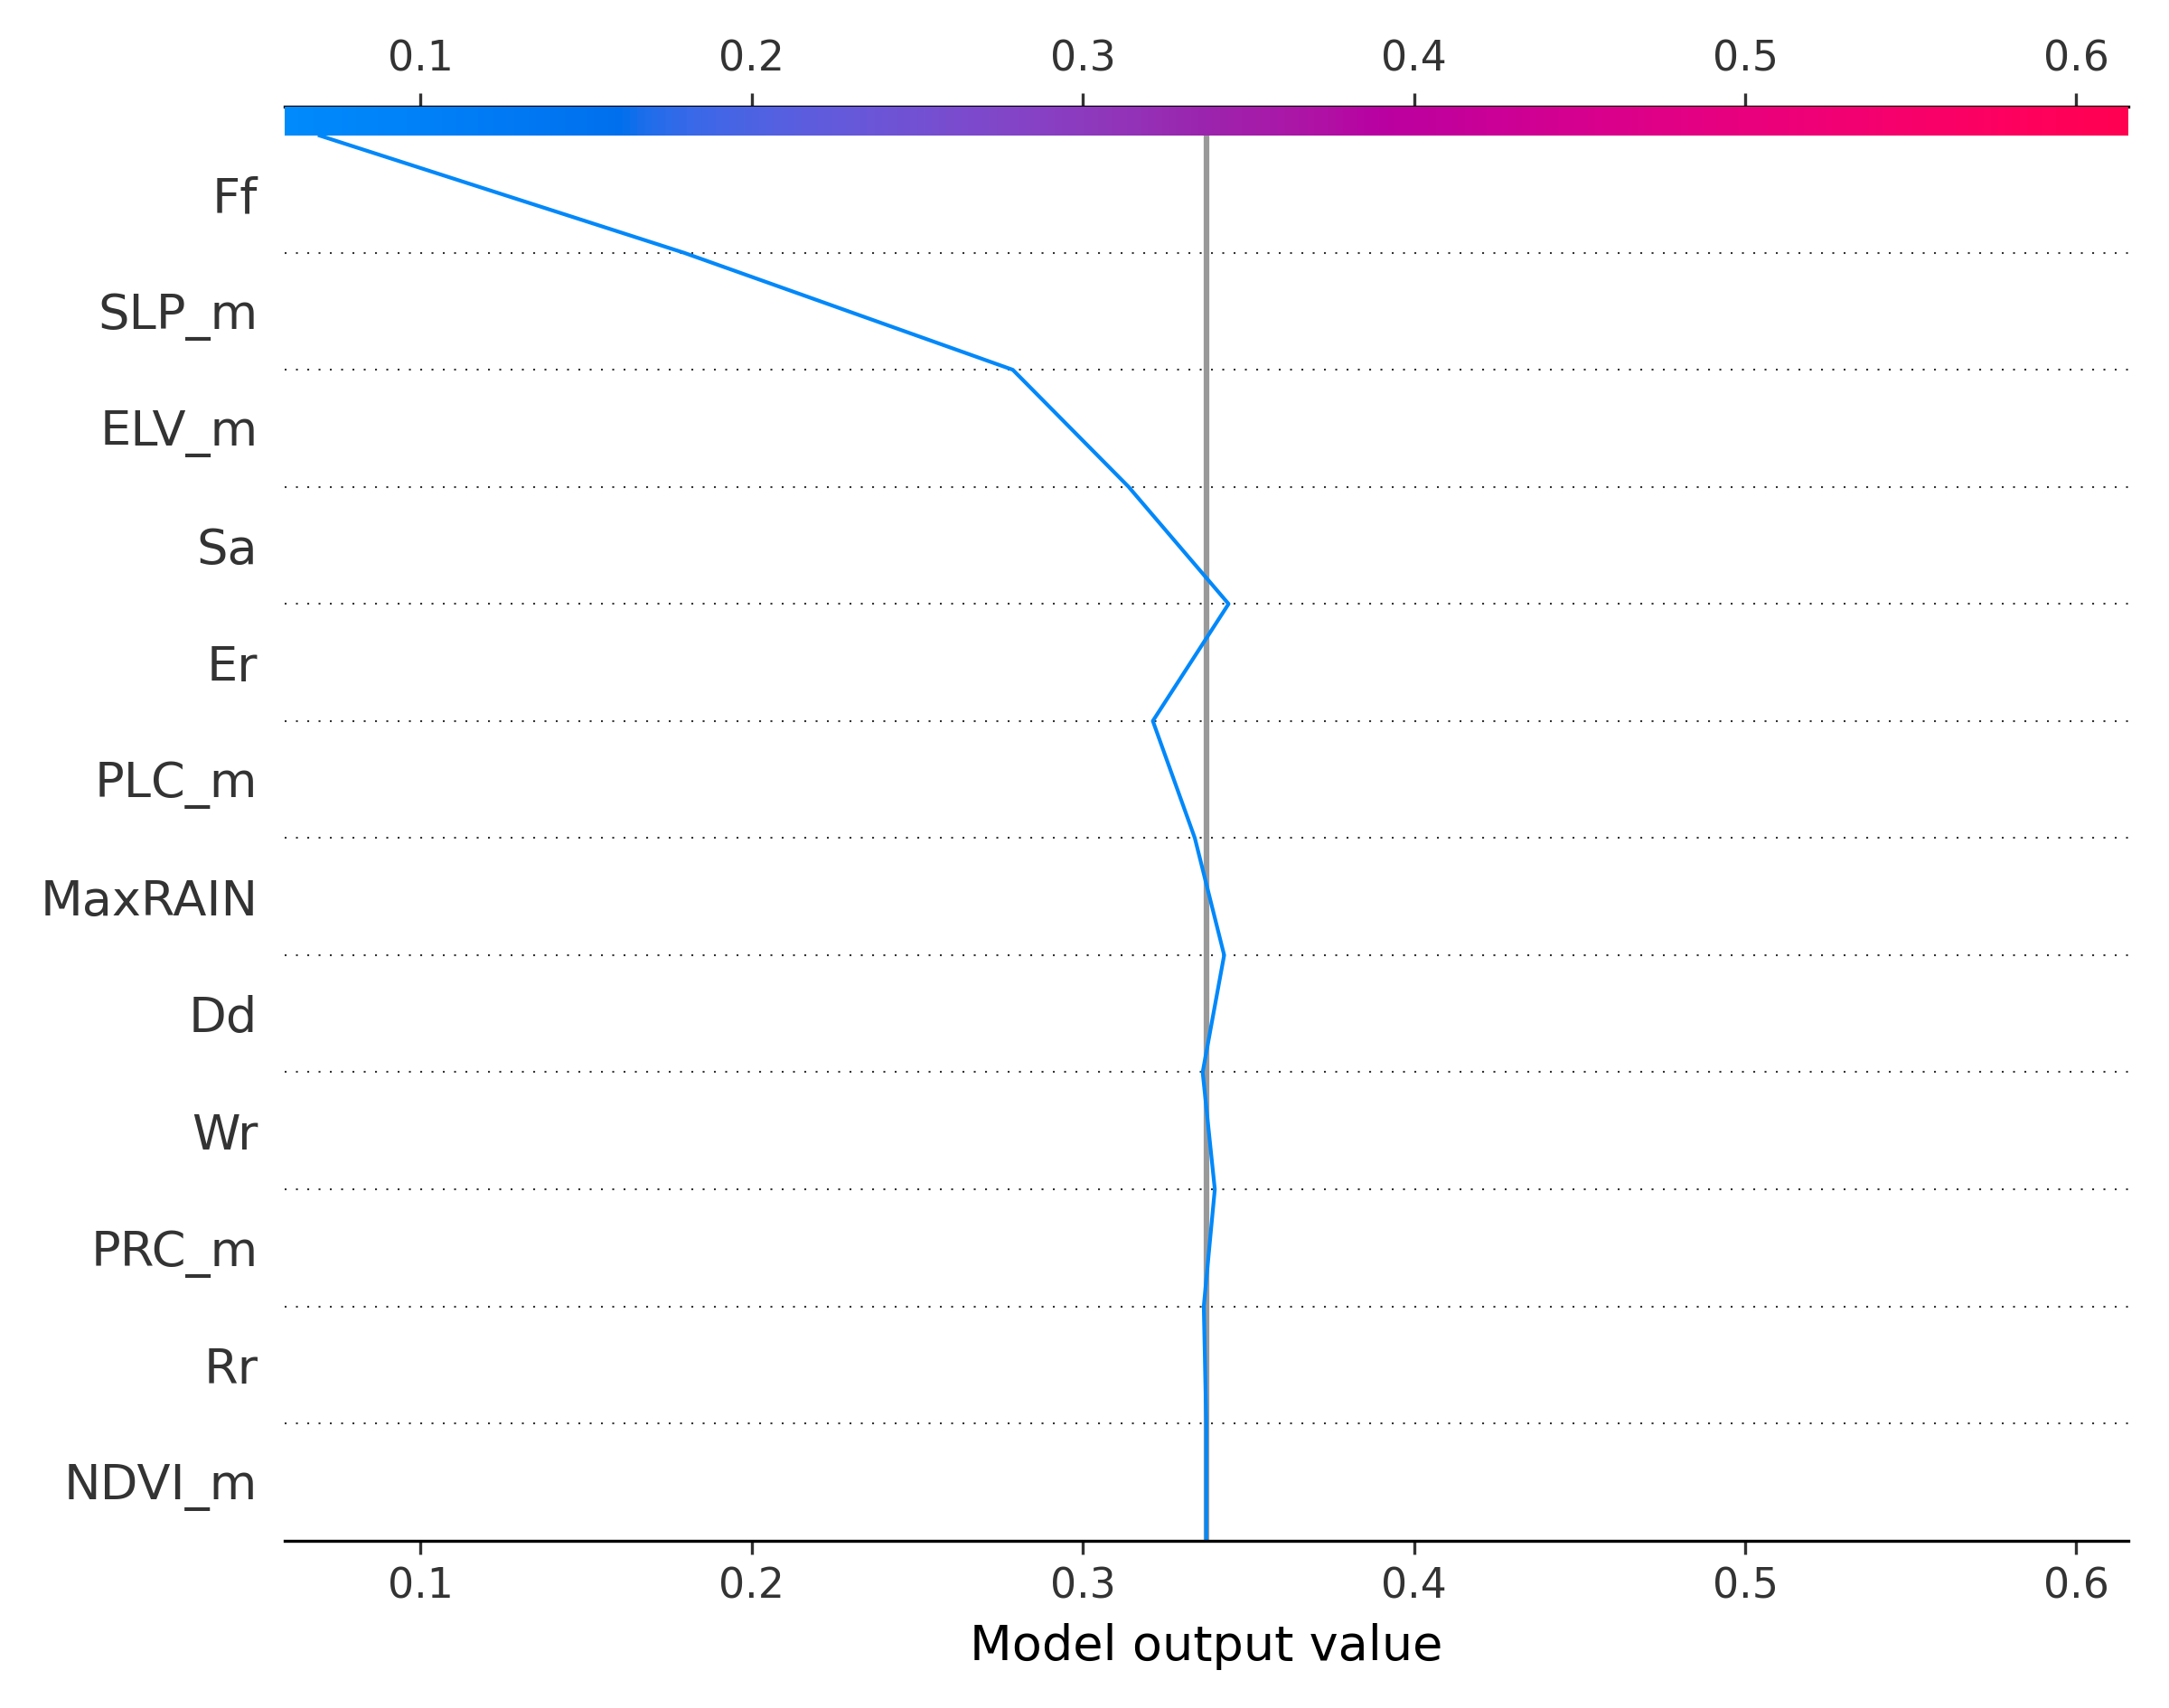 0.1 0.2 0.3 0.4 0.5 0.6
Ff
SLP_m
ELV_m
Sa
Er
PLC_m
MaxRAIN
Dd
Wr
PRC_m
Rr
NDVI_m
0.1 0.2 0.3 0.4 0.5 0.6
Model output value